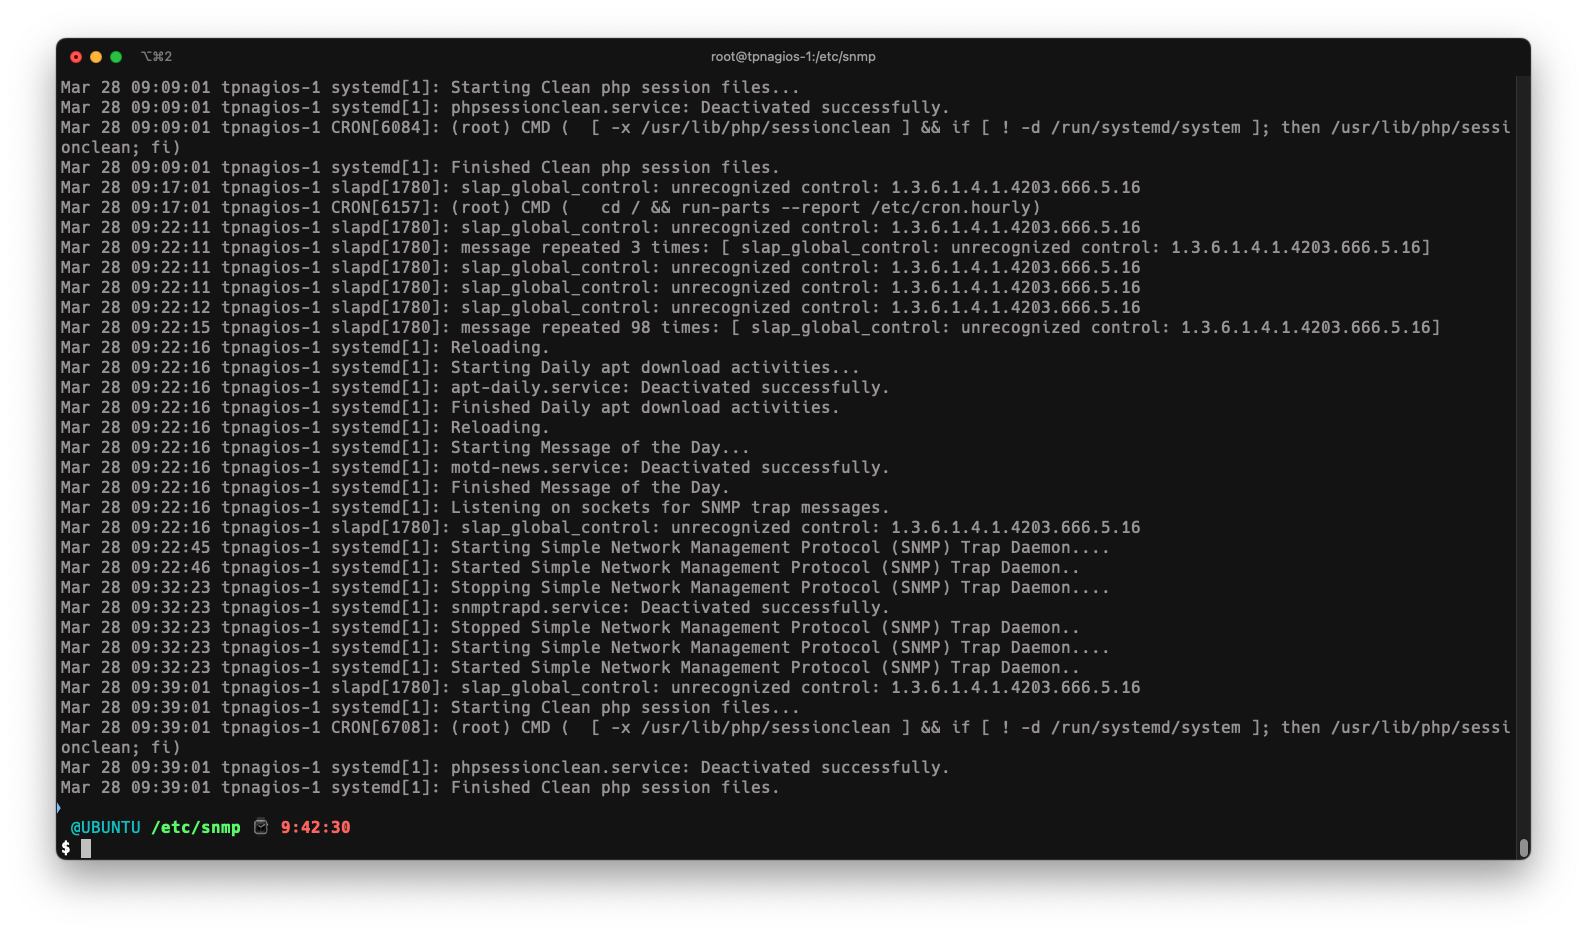 ⌥⌘2
root@tpnagios-1:/etc/snmp
Mar 28 09:09:01 tpnagios-1 systemd[1]: Starting Clean php session files...
Mar 28 09:09:01 tpnagios-1 systemd[1]: phpsessionclean.service: Deactivated successfully.
Mar 28 09:09:01 tpnagios-1 CRON[6084]: (root) CMD (  [ -x /usr/lib/php/sessionclean ] && if [ ! -d /run/systemd/system ]; then /usr/lib/php/sessi
onclean; fi)
Mar 28 09:09:01 tpnagios-1 systemd[1]: Finished Clean php session files.
Mar 28 09:17:01 tpnagios-1 slapd[1780]: slap_global_control: unrecognized control: 1.3.6.1.4.1.4203.666.5.16
Mar 28 09:17:01 tpnagios-1 CRON[6157]: (root) CMD (   cd / && run-parts --report /etc/cron.hourly)
Mar 28 09:22:11 tpnagios-1 slapd[1780]: slap_global_control: unrecognized control: 1.3.6.1.4.1.4203.666.5.16
Mar 28 09:22:11 tpnagios-1 slapd[1780]: message repeated 3 times: [ slap_global_control: unrecognized control: 1.3.6.1.4.1.4203.666.5.16]
Mar 28 09:22:11 tpnagios-1 slapd[1780]: slap_global_control: unrecognized control: 1.3.6.1.4.1.4203.666.5.16
Mar 28 09:22:11 tpnagios-1 slapd[1780]: slap_global_control: unrecognized control: 1.3.6.1.4.1.4203.666.5.16
Mar 28 09:22:12 tpnagios-1 slapd[1780]: slap_global_control: unrecognized control: 1.3.6.1.4.1.4203.666.5.16
Mar 28 09:22:15 tpnagios-1 slapd[1780]: message repeated 98 times: [ slap_global_control: unrecognized control: 1.3.6.1.4.1.4203.666.5.16]
Mar 28 09:22:16 tpnagios-1 systemd[1]: Reloading.
Mar 28 09:22:16 tpnagios-1 systemd[1]: Starting Daily apt download activities...
Mar 28 09:22:16 tpnagios-1 systemd[1]: apt-daily.service: Deactivated successfully.
Mar 28 09:22:16 tpnagios-1 systemd[1]: Finished Daily apt download activities.
Mar 28 09:22:16 tpnagios-1 systemd[1]: Reloading.
Mar 28 09:22:16 tpnagios-1 systemd[1]: Starting Message of the Day...
Mar 28 09:22:16 tpnagios-1 systemd[1]: motd-news.service: Deactivated successfully.
Mar 28 09:22:16 tpnagios-1 systemd[1]: Finished Message of the Day.
Mar 28 09:22:16 tpnagios-1 systemd[1]: Listening on sockets for SNMP trap messages.
Mar 28 09:22:16 tpnagios-1 slapd[1780]: slap_global_control: unrecognized control: 1.3.6.1.4.1.4203.666.5.16
Mar 28 09:22:45 tpnagios-1 systemd[1]: Starting Simple Network Management Protocol (SNMP) Trap Daemon....
Mar 28 09:22:46 tpnagios-1 systemd[1]: Started Simple Network Management Protocol (SNMP) Trap Daemon..
Mar 28 09:32:23 tpnagios-1 systemd[1]: Stopping Simple Network Management Protocol (SNMP) Trap Daemon....
Mar 28 09:32:23 tpnagios-1 systemd[1]: snmptrapd.service: Deactivated successfully.
Mar 28 09:32:23 tpnagios-1 systemd[1]: Stopped Simple Network Management Protocol (SNMP) Trap Daemon..
Mar 28 09:32:23 tpnagios-1 systemd[1]: Starting Simple Network Management Protocol (SNMP) Trap Daemon....
Mar 28 09:32:23 tpnagios-1 systemd[1]: Started Simple Network Management Protocol (SNMP) Trap Daemon..
Mar 28 09:39:01 tpnagios-1 slapd[1780]: slap_global_control: unrecognized control: 1.3.6.1.4.1.4203.666.5.16
Mar 28 09:39:01 tpnagios-1 systemd[1]: Starting Clean php session files...
Mar 28 09:39:01 tpnagios-1 CRON[6708]: (root) CMD (  [ -x /usr/lib/php/sessionclean ] && if [ ! -d /run/systemd/system ]; then /usr/lib/php/sessi
onclean; fi)
Mar 28 09:39:01 tpnagios-1 systemd[1]: phpsessionclean.service: Deactivated successfully.
Mar 28 09:39:01 tpnagios-1 systemd[1]: Finished Clean php session files.
@UBUNTU /etc/snmp 9:42:30
$